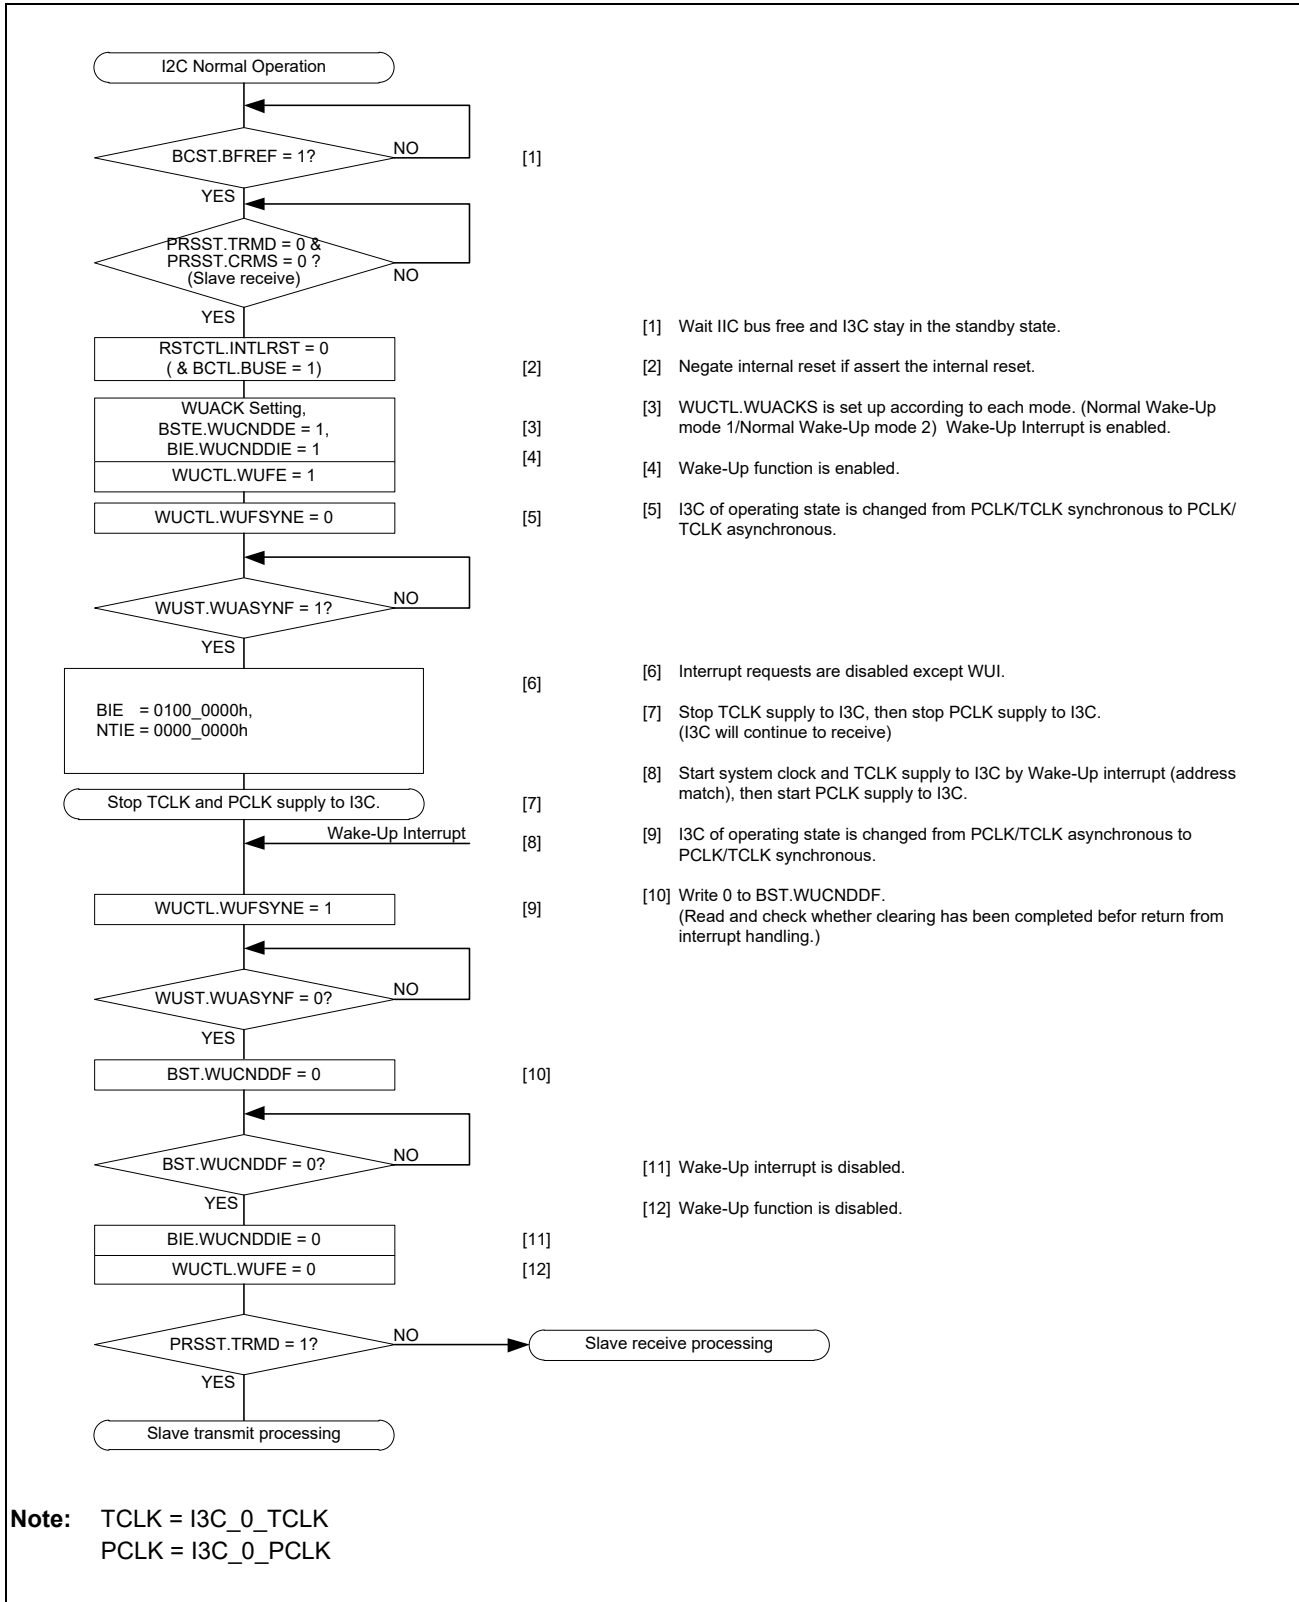 I2C Normal Operation
BCST.BFREF = 1?
NO
[1]
YES
PRSST.TRMD = 0 &
PRSST.CRMS = 0 ?
(Slave receive)
NO
YES
RSTCTL.INTLRST = 0
( & BCTL.BUSE = 1)
[2]
WUACK Setting,
BSTE.WUCNDDE = 1,
BIE.WUCNDDIE = 1
[3]
[4]
WUCTL.WUFE = 1
WUCTL.WUFSYNE = 0
[5]
WUST.WUASYNF = 1?
NO
YES
[6]
BIE = 0100_0000h,
NTIE = 0000_0000h
Stop TCLK and PCLK supply to I3C.
[7]
Wake-Up Interrupt
[8]
WUCTL.WUFSYNE = 1
[9]
WUST.WUASYNF = 0?
NO
YES
BST.WUCNDDF = 0
[10]
BST.WUCNDDF = 0?
NO
YES
BIE.WUCNDDIE = 0
[11]
WUCTL.WUFE = 0
[12]
PRSST.TRMD = 1?
NO
Slave receive processing
YES
Slave transmit processing
[1] Wait IIC bus free and I3C stay in the standby state.
[2] Negate internal reset if assert the internal reset.
[3] WUCTL.WUACKS is set up according to each mode. (Normal Wake-Up
mode 1/Normal Wake-Up mode 2) Wake-Up Interrupt is enabled.
[4] Wake-Up function is enabled.
[5] I3C of operating state is changed from PCLK/TCLK synchronous to PCLK/
TCLK asynchronous.
[6] Interrupt requests are disabled except WUI.
[7] Stop TCLK supply to I3C, then stop PCLK supply to I3C.
(I3C will continue to receive)
[8] Start system clock and TCLK supply to I3C by Wake-Up interrupt (address
match), then start PCLK supply to I3C.
[9] I3C of operating state is changed from PCLK/TCLK asynchronous to
PCLK/TCLK synchronous.
[10] Write 0 to BST.WUCNDDF.
(Read and check whether clearing has been completed befor return from
interrupt handling.)
[11] Wake-Up interrupt is disabled.
[12] Wake-Up function is disabled.
Note: TCLK = I3C_0_TCLK
PCLK = I3C_0_PCLK